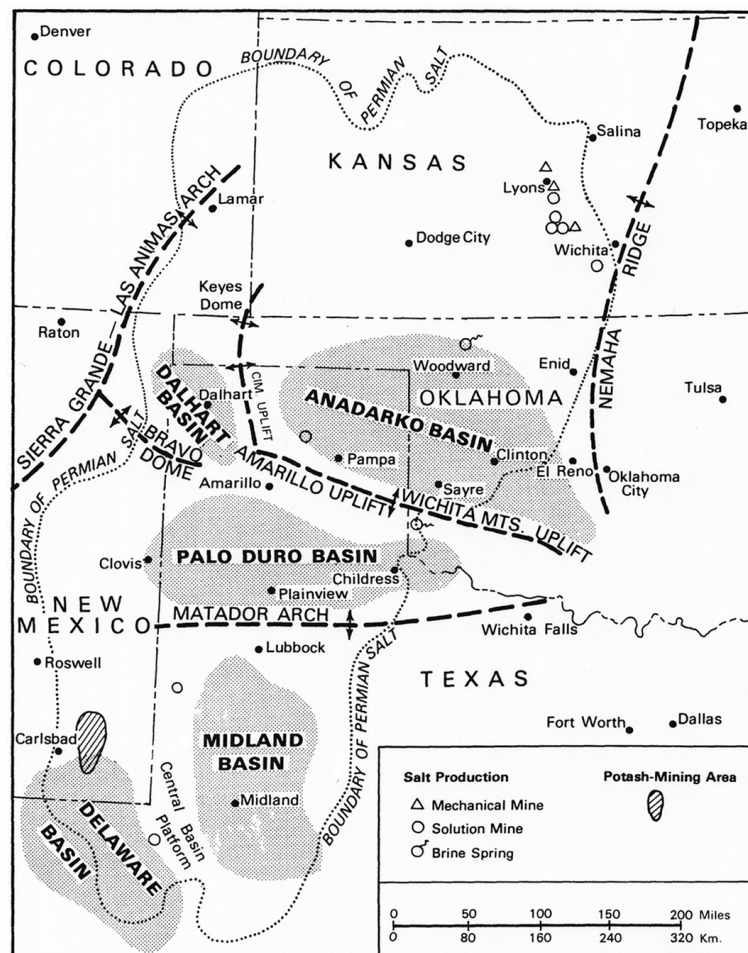 Denver
COLORADO
BOUNDARY OF PERMIAN SALT
Salina
Topeka
KANSAS
Lyons
LAS ANIMAS ARCH
Lamar
Dodge City
Wichita
RIDGE
Keyes
Dome
Raton
SIERRA GRANDE
NEMAHA
Woodward
Enid
DALHART
BASIN
Dalhart
CIM. UPLIFT
OKLAHOMA
Tulsa
ANADARKO BASIN
BRAVO
DOME
Pampa
Clinton
El Reno
Oklahoma
City
Amarillo
AMARILLO UPLIFT
Sayre
WICHITA MTS. UPLIFT
BOUNDARY OF PERMIAN SALT
Clovis
PALO DURO BASIN
Childress
Plainview
NEW
MEXICO
MATADOR ARCH
Wichita Falls
Roswell
Lubbock
BOUNDARY OF PERMIAN SALT
TEXAS
Carlsbad
MIDLAND
BASIN
Fort Worth
Dallas
Central Basin
Platform
Midland
DELAWARE
BASIN
Salt Production
Potash-Mining Area
Mechanical Mine
Solution Mine
Brine Spring
0 50 100 150 200 Miles
0 80 160 240 320 Km.